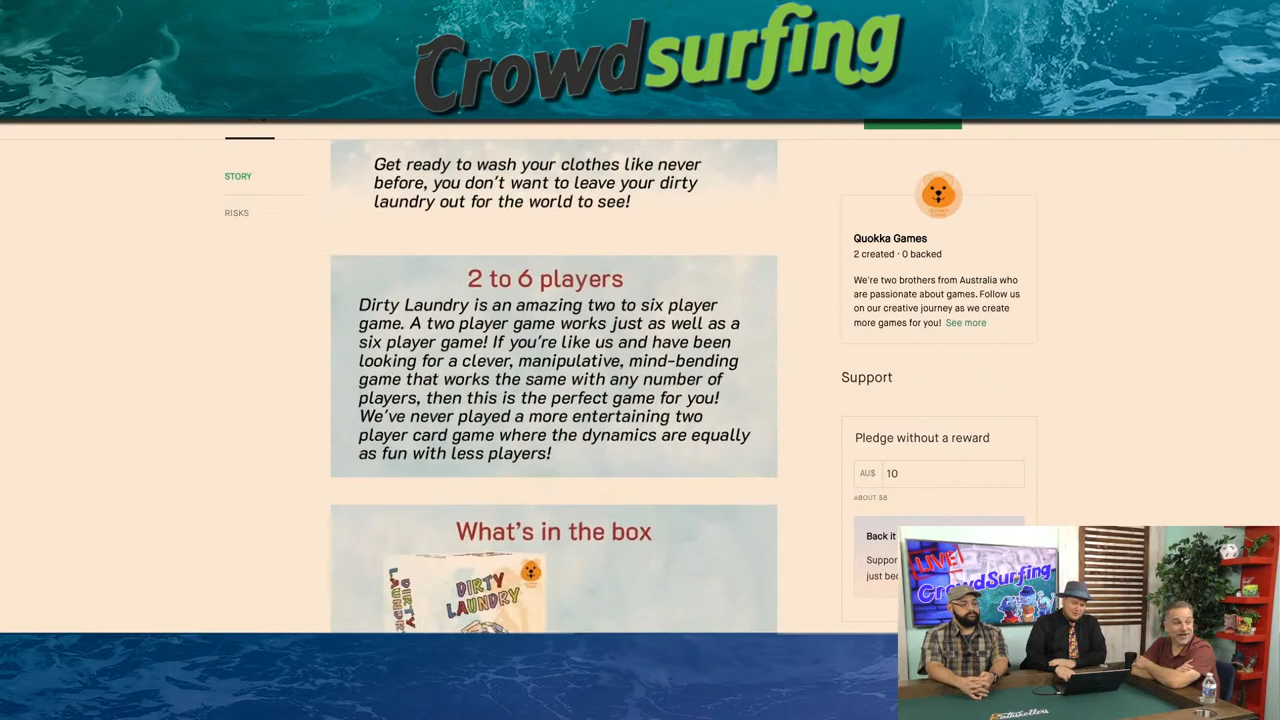 Crowdsurfing
STORY
RISKS
Get ready to wash your clothes like never
before, you don't want to leave your dirty
laundry out for the world to see!
2 to 6 players
Dirty Laundry is an amazing two to six player
game. A two player game works just as well as a
six player game! If you're like us and have been
looking for a clever, manipulative, mind-bending
game that works the same with any number of
players, then this is the perfect game for you!
We've never played a more entertaining two
player card game where the dynamics are equally
as fun with less players!
What's in the box
DIRTY
LAUNDRY
DIRTY
LAUNDRY
Quokka Games
2 created · 0 backed
We're two brothers from Australia who
are passionate about games. Follow us
on our creative journey as we create
more games for you! See more
Support
Pledge without a reward
AU$ 10
ABOUT $8
Back it
Suppor
just bec
LIVE!
CrowdSurfing